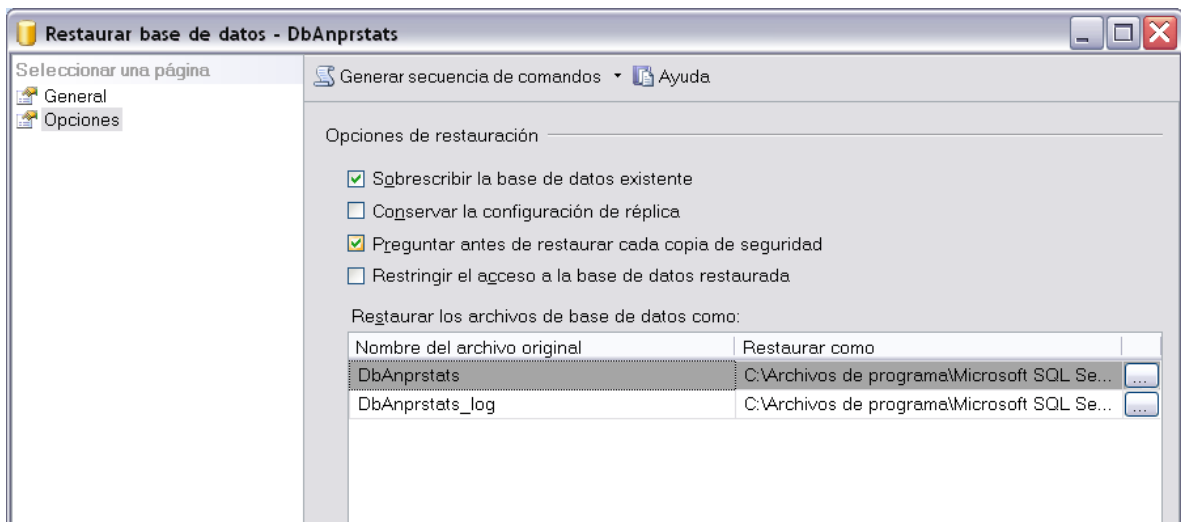 Restaurar base de datos - DbAnprstats
Seleccionar una página
General
Opciones
Generar secuencia de comandos
Ayuda
Opciones de restauración
Sobrescribir la base de datos existente
Conservar la configuración de réplica
Preguntar antes de restaurar cada copia de seguridad
Restringir el acceso a la base de datos restaurada
Restaurar los archivos de base de datos como:
Nombre del archivo original Restaurar como
DbAnprstats C:\Archivos de programa\Microsoft SQL Se... ...
DbAnprstats_log C:\Archivos de programa\Microsoft SQL Se... ...